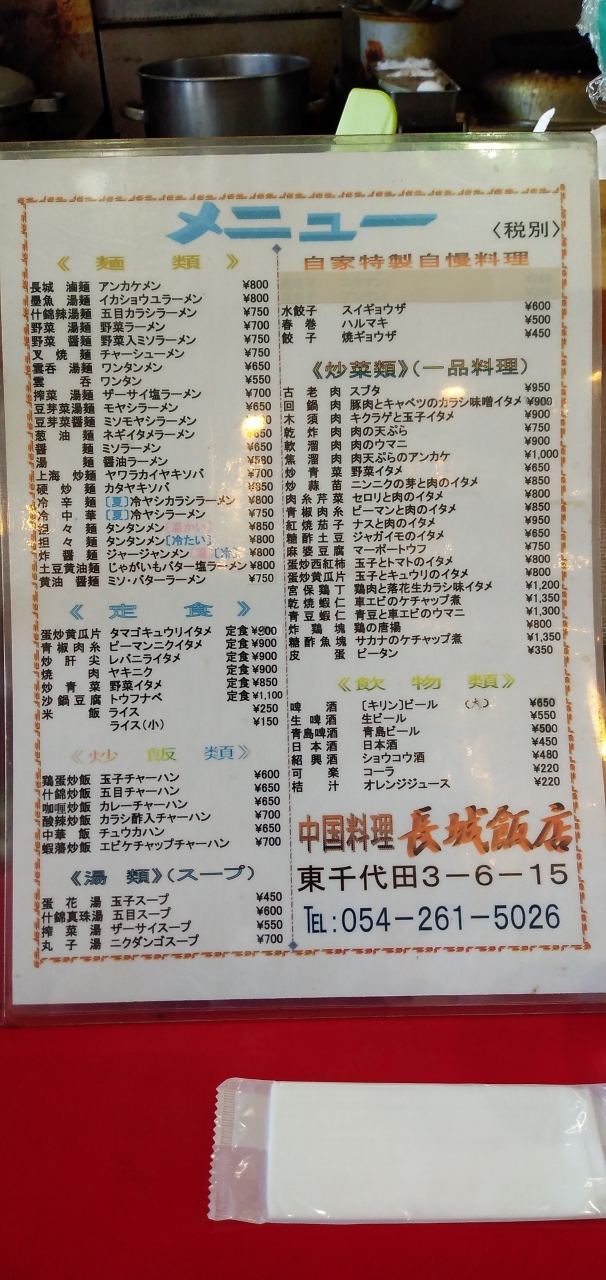 メニュー
〈税別〉
《麺類》
長城滷麺 アンカケメン ¥800
墨魚湯麺 イカショウユラーメン ¥800
什錦辣湯麺 五目カラシラーメン ¥750
野菜湯麺 野菜ラーメン ¥700
野菜醤麺 野菜入ミソラーメン ¥750
叉焼麺 チャーシューメン ¥750
雲呑湯麺 ワンタンメン ¥650
雲呑 ワンタン ¥550
搾菜湯麺 ザーサイ塩ラーメン ¥700
豆芽菜湯麺 モヤシラーメン ¥650
豆芽菜醤麺 ミソモヤシラーメン
葱油麺 ネギイタメラーメン ¥650
醤麺 ミソラーメン ¥650
湯麺 醤油ラーメン ¥580
上海炒麺 ヤワラカイヤキソバ ¥700
硬炒麺 カタヤキソバ ¥850
冷辛麺 [夏]冷ヤシカラシラーメン ¥800
冷中華 [夏]冷ヤシラーメン ¥700
坦々麺 タンタンメン[温かい] ¥850
坦々麺 タンタンメン[冷たい] ¥800
炸醤麺 ジャージャンメン ¥800
土豆黄油麺 じゃがいもバター塩ラーメン ¥800
黄油麺 ミソ・バターラーメン ¥750
《定食》
蛋炒黄瓜片 タマゴキュウリイタメ 定食¥900
青椒肉糸 ピーマンニクイタメ 定食¥900
炒肝尖 レバニライタメ 定食¥900
焼肉 ヤキニク 定食¥900
炒青菜 野菜イタメ 定食¥850
沙鍋豆腐 トウフナベ 定食¥1,100
米飯 ライス ¥250
ライス(小) ¥150
《炒飯類》
鶏蛋炒飯 玉子チャーハン ¥600
什錦炒飯 五目チャーハン ¥650
咖喱炒飯 カレーチャーハン ¥650
酸辣炒飯 カラシ酢入チャーハン ¥700
中華飯 チュウカハン ¥650
蝦蕃炒飯 エビケチャップチャーハン ¥700
《湯類》(スープ)
蛋花湯 玉子スープ ¥450
什錦真珠湯 五目スープ ¥600
搾菜湯 ザーサイスープ ¥550
丸子湯 ニクダンゴスープ ¥700
自家特製自慢料理
水餃子 スイギョウザ ¥600
春巻 ハルマキ ¥500
餃子 焼ギョウザ ¥450
《炒菜類》(一品料理)
古老肉 スブタ ¥950
回鍋肉 豚肉とキャベツのカラシ味噌イタメ ¥900
木須肉 キクラゲと玉子イタメ ¥900
乾炸肉 肉の天ぷら ¥750
軟溜肉 肉のウマニ ¥900
焦溜肉 肉天ぷらのアンカケ ¥1,000
炒青菜 野菜イタメ ¥650
炒蒜苗 ニンニクの芽と肉のイタメ ¥850
肉糸芹菜 セロリと肉のイタメ ¥800
青椒肉糸 ピーマンと肉のイタメ ¥850
紅焼茄子 ナスと肉のイタメ ¥950
糖酢土豆 ジャガイモのイタメ ¥650
麻婆豆腐 マーボートウフ ¥750
蛋炒西紅柿 玉子とトマトのイタメ ¥800
蛋炒黄瓜片 玉子とキュウリのイタメ ¥800
宮保鶏丁 鶏肉と落花生カラシ味イタメ ¥1,200
乾焼蝦仁 車エビのケチャップ煮 ¥1,350
青豆蝦仁 青豆と車エビのウマニ ¥1,300
炸鶏塊 鶏の唐揚 ¥800
糖酢魚塊 サカナのケチャップ煮 ¥1,350
皮蛋 ピータン ¥350
《飲物類》
啤酒 〔キリン〕ビール (大) ¥650
生啤酒 生ビール ¥550
青島啤酒 青島ビール ¥500
日本酒 日本酒 ¥450
紹興酒 ショウコウ酒 ¥480
可楽 コーラ ¥220
桔汁 オレンジジュース ¥220
中国料理 長城飯店
東千代田3-6-15
TEL:054-261-5026